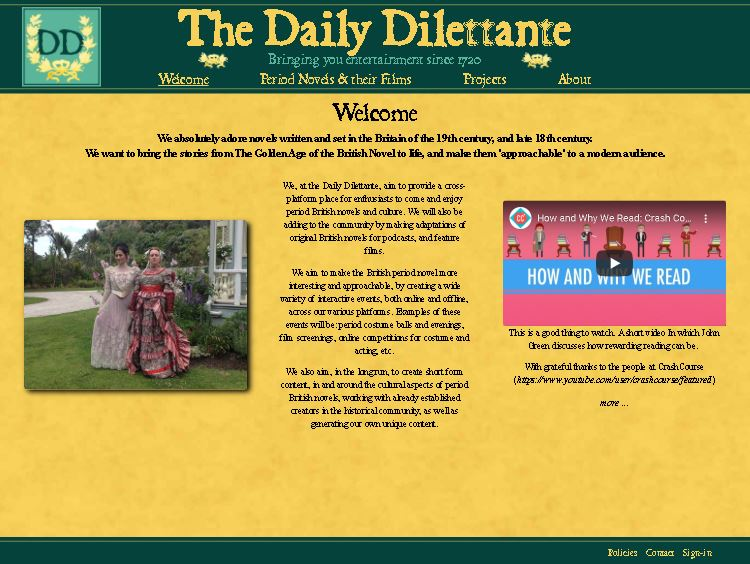 DD
The Daily Dilettante
Bringing you entertainment since 1720
Welcome
Period Novels & their Films
Projects
About
Welcome
We absolutely adore novels written and set in the Britain of the 19th century, and late 18th century.
We want to bring the stories from The Golden Age of the British Novel to life, and make them 'approachable' to a modern audience.
We, at the Daily Dilettante, aim to provide a cross-
platform place for enthusiasts to come and enjoy
period British novels and culture. We will also be
adding to the community by making adaptations of
original British novels for podcasts, and feature
films.
We aim to make the British period novel more
interesting and approachable, by creating a wide
variety of interactive events, both online and offline,
across our various platforms. Examples of these
events will be: period costume balls and evenings,
film screenings, online competitions for costume and
acting, etc.
We also aim, in the long run, to create short form
content, in and around the cultural aspects of period
British novels, working with already established
creators in the historical community, as well as
generating our own unique content.
CC
How and Why We Read: Crash Co...
HOW AND WHY WE READ
This is a good thing to watch. A short video In which John
Green discusses how rewarding reading can be.
With grateful thanks to the people at CrashCourse
(https://www.youtube.com/user/crashcourse/featured)
more ...
Policies Contact Sign-in